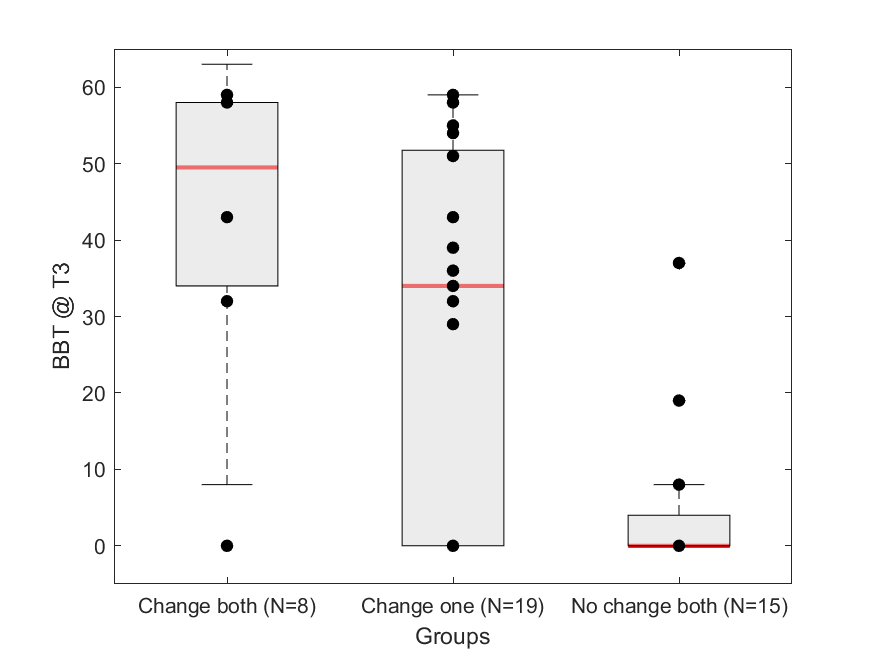 60
50
40
30
20
10
0
BBT @ T3
Change both (N=8)
Change one (N=19)
No change both (N=15)
Groups